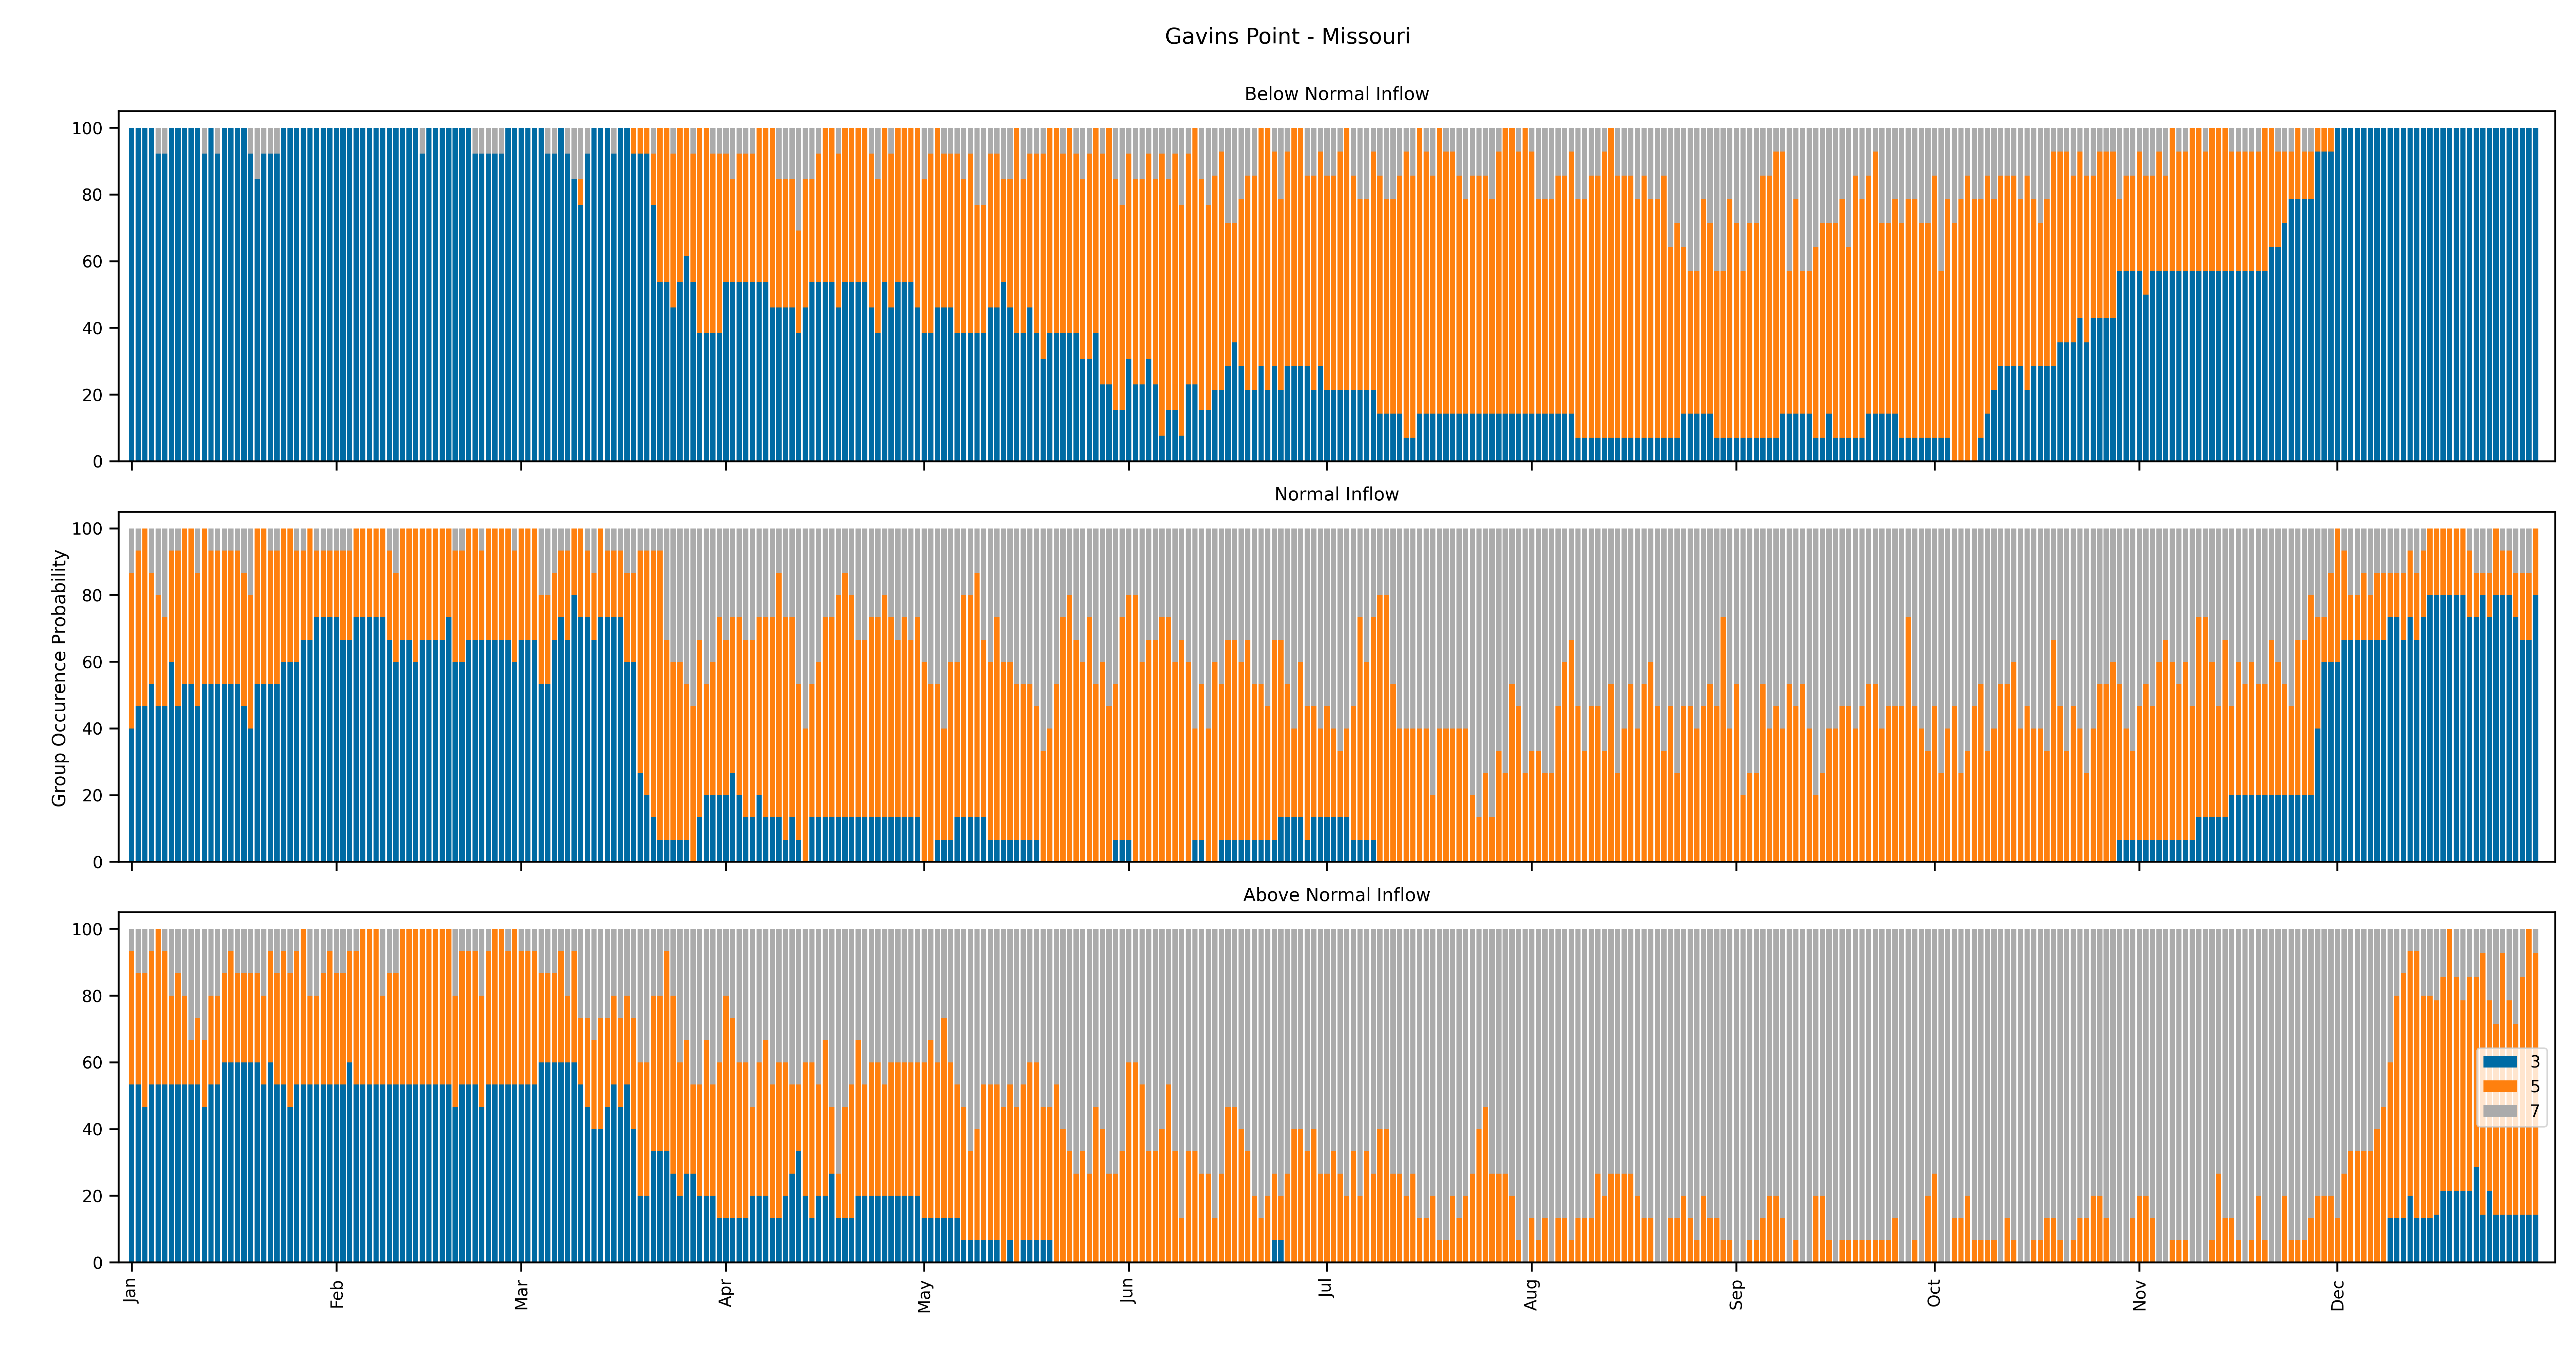 Gavins Point - Missouri
Below Normal Inflow
100
80
60
40
20
0
Normal Inflow
100
80
60
40
20
0
Group Occurence Probability
Above Normal Inflow
100
80
60
40
20
0
3
5
7
Jan
Feb
Mar
Apr
May
Jun
Jul
Aug
Sep
Oct
Nov
Dec